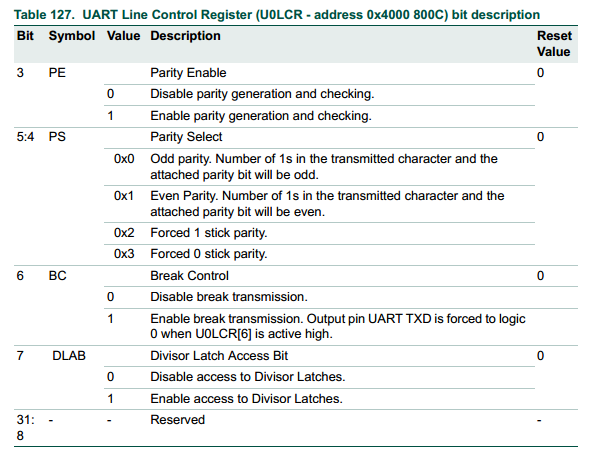 Table 127. UART Line Control Register (U0LCR - address 0x4000 800C) bit description
Bit Symbol Value Description Reset
Value
3 PE Parity Enable 0
0 Disable parity generation and checking.
1 Enable parity generation and checking.
5:4 PS Parity Select 0
0x0 Odd parity. Number of 1s in the transmitted character and the
attached parity bit will be odd.
0x1 Even Parity. Number of 1s in the transmitted character and the
attached parity bit will be even.
0x2 Forced 1 stick parity.
0x3 Forced 0 stick parity.
6 BC Break Control 0
0 Disable break transmission.
1 Enable break transmission. Output pin UART TXD is forced to logic
0 when U0LCR[6] is active high.
7 DLAB Divisor Latch Access Bit 0
0 Disable access to Divisor Latches.
1 Enable access to Divisor Latches.
31: - - Reserved -
8